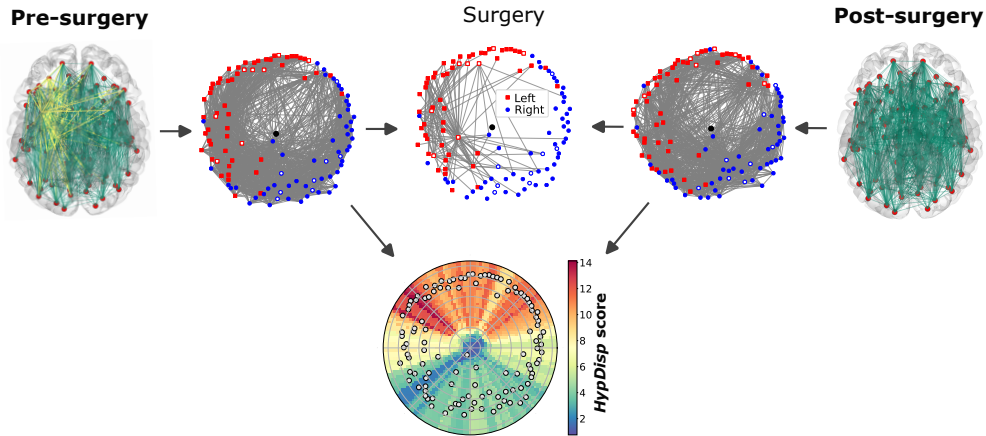 Pre-surgery
Surgery
Post-surgery
Left
Right
14
12
10
8
6
4
2
HypDisp score